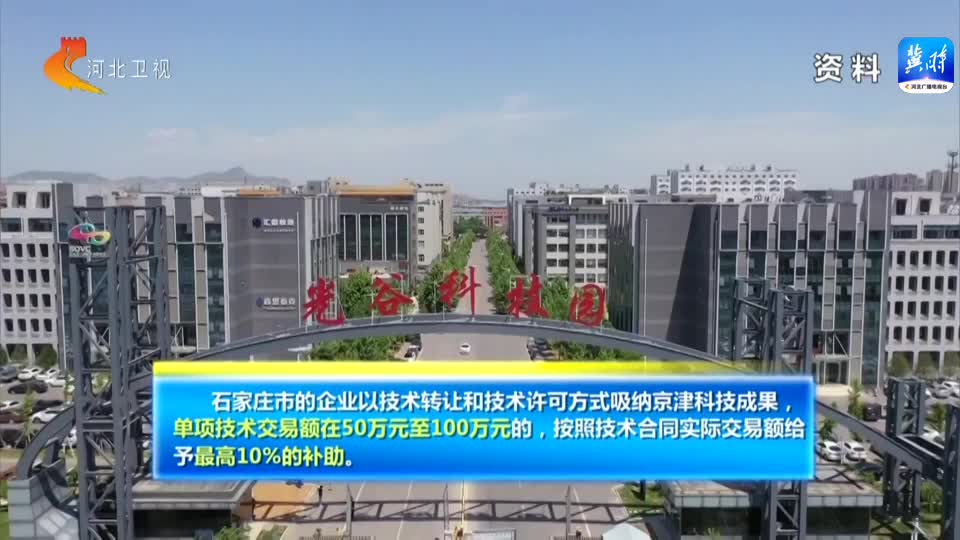 河北卫视
资料
冀时
河北广播电视台
SOVC
光谷科技园
石家庄市的企业以技术转让和技术许可方式吸纳京津科技成果，
单项技术交易额在50万元至100万元的，按照技术合同实际交易额给
予最高10%的补助。